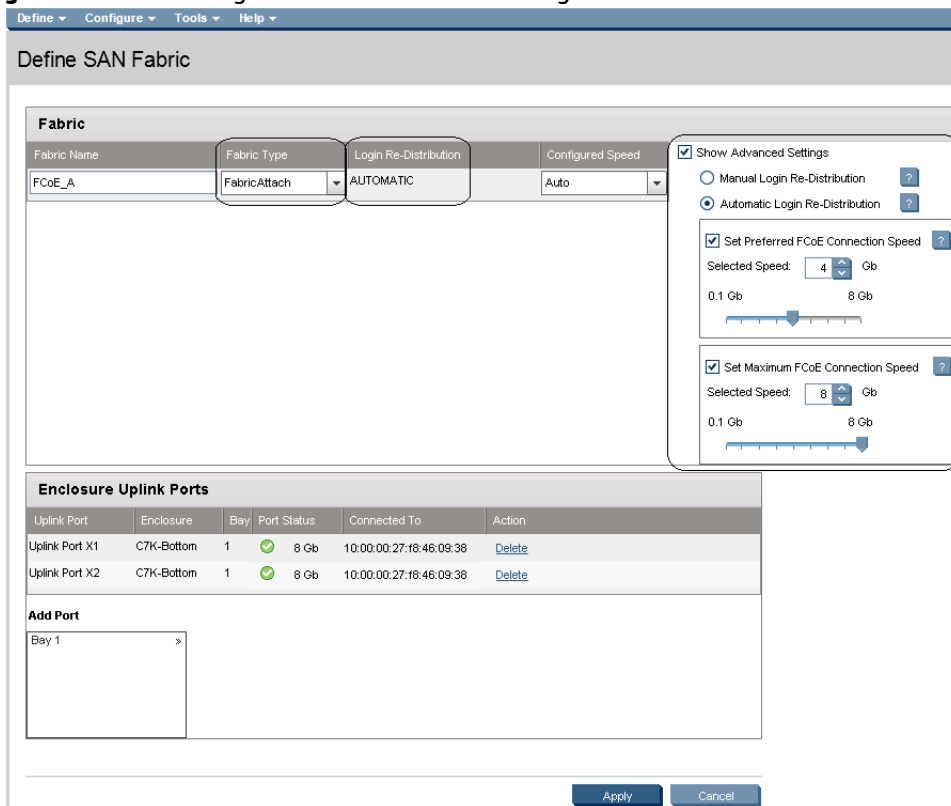 Define Configure Tools Help
Define SAN Fabric
Fabric
Fabric Name Fabric Type Login Re-Distribution Configured Speed
FCoE_A FabricAttach AUTOMATIC Auto
Show Advanced Settings
Manual Login Re-Distribution ?
Automatic Login Re-Distribution ?
Set Preferred FCoE Connection Speed ?
Selected Speed: 4 Gb
0.1 Gb 8 Gb
Set Maximum FCoE Connection Speed ?
Selected Speed: 8 Gb
0.1 Gb 8 Gb
Enclosure Uplink Ports
Uplink Port Enclosure Bay Port Status Connected To Action
Uplink Port X1 C7K-Bottom 1 8 Gb 10:00:00:27:f8:46:09:38 Delete
Uplink Port X2 C7K-Bottom 1 8 Gb 10:00:00:27:f8:46:09:38 Delete
Add Port
Bay 1 »
Apply Cancel